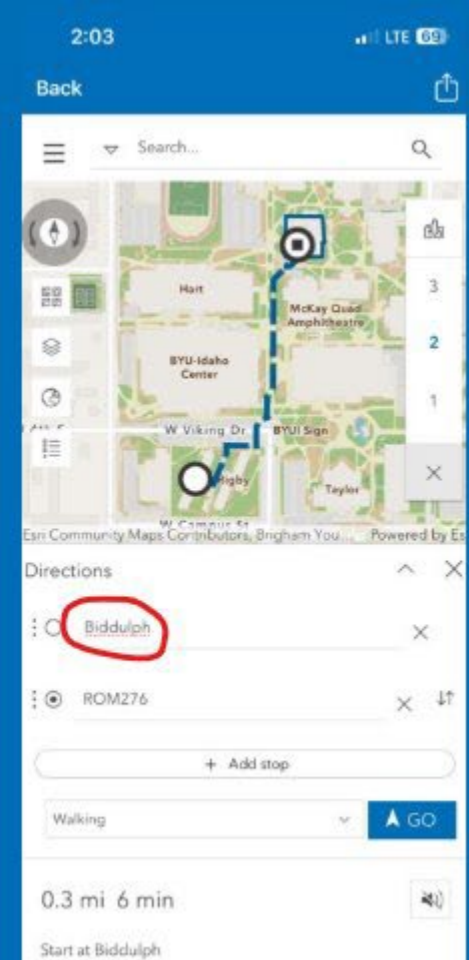 2:03 LTE 69
Back
Search...
Hart
McKay Quad
Amphitheatre
3
BYU-Idaho
Center
2
1
W Viking Dr
BYUI Sign
Rigby
Taylor
W Campus St
Esri Community Maps Contributors, Brigham You... Powered by Es
Directions
Biddulph
ROM276
+ Add stop
Walking
GO
0.3 mi 6 min
Start at Biddulph